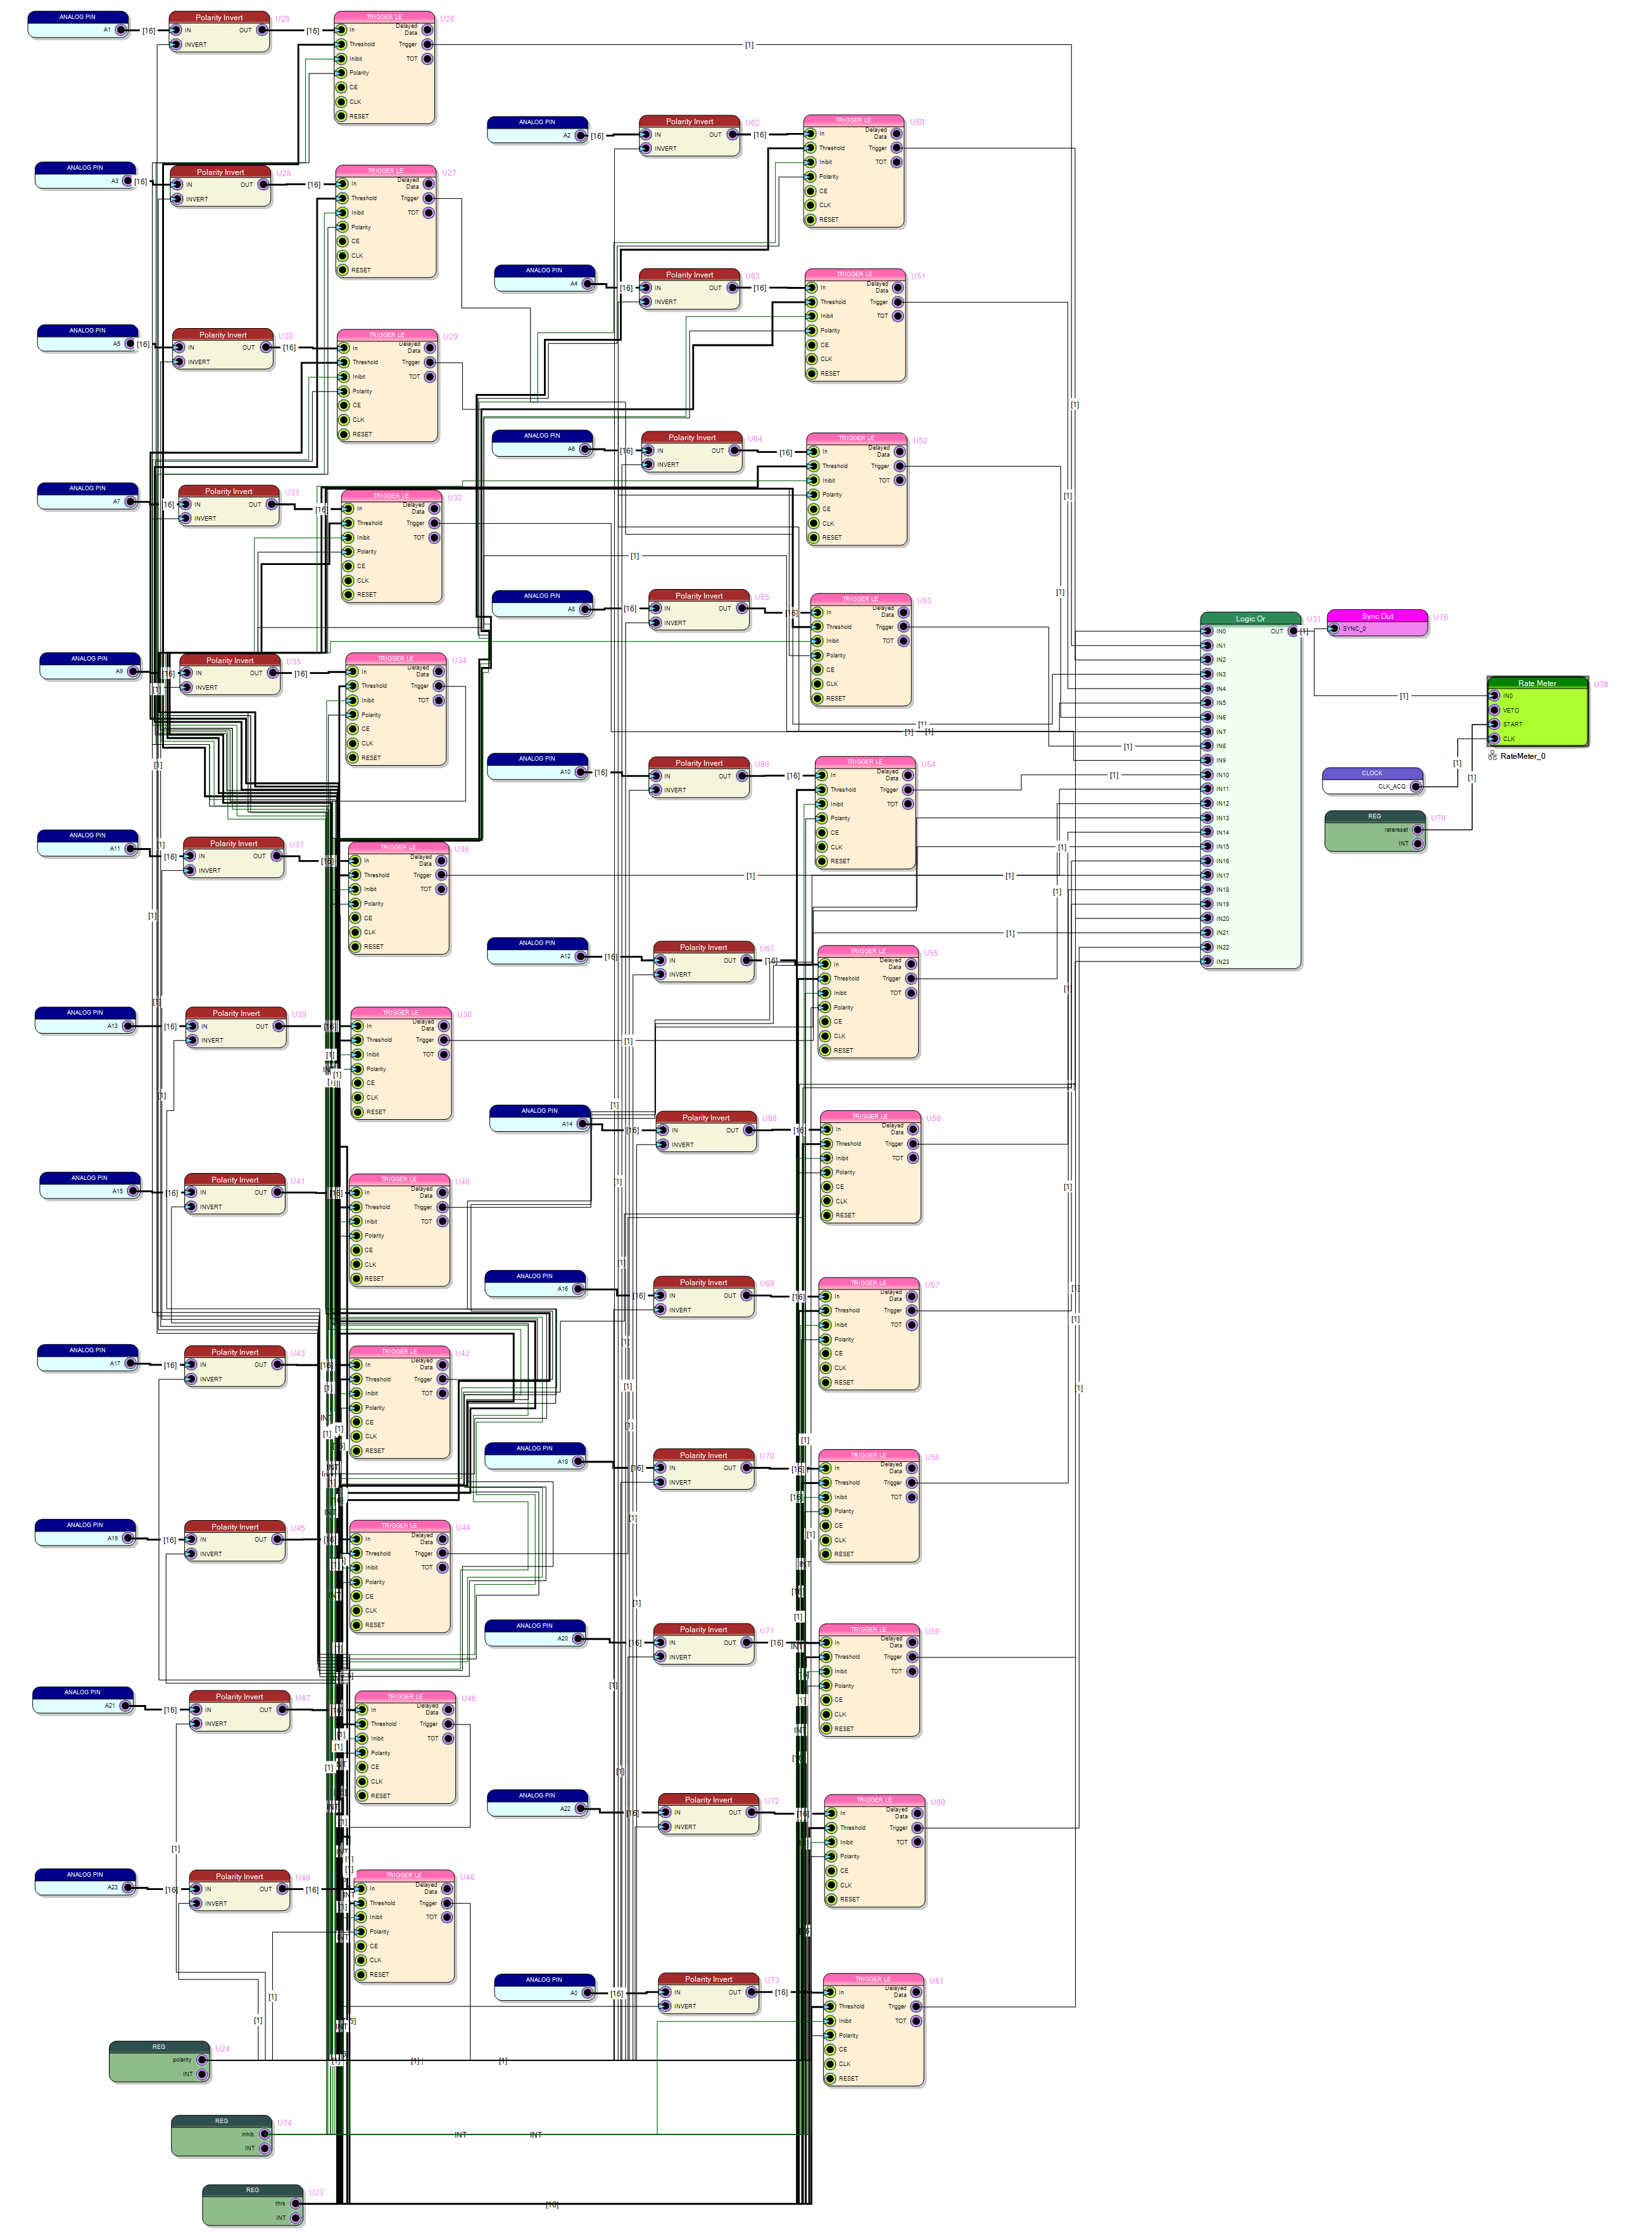 ANALOG PIN
A1
[16]
Polarity Invert
U25
IN
OUT
INVERT
[16]
TRIGGER LE
U26
In
Delayed Data
Threshold
Trigger
Inibit
TOT
Polarity
CE
CLK
RESET
[1]
ANALOG PIN
A2
[16]
Polarity Invert
U62
IN
OUT
INVERT
[16]
TRIGGER LE
U50
In
Delayed Data
Threshold
Trigger
Inibit
TOT
Polarity
CE
CLK
RESET
ANALOG PIN
A3
[16]
Polarity Invert
U28
IN
OUT
INVERT
[16]
TRIGGER LE
U27
In
Delayed Data
Threshold
Trigger
Inibit
TOT
Polarity
CE
CLK
RESET
ANALOG PIN
A4
[16]
Polarity Invert
U63
IN
OUT
INVERT
[16]
TRIGGER LE
U51
In
Delayed Data
Threshold
Trigger
Inibit
TOT
Polarity
CE
CLK
RESET
ANALOG PIN
A5
[16]
Polarity Invert
U30
IN
OUT
INVERT
[16]
TRIGGER LE
U29
In
Delayed Data
Threshold
Trigger
Inibit
TOT
Polarity
CE
CLK
RESET
ANALOG PIN
A6
[16]
Polarity Invert
U64
IN
OUT
INVERT
[16]
TRIGGER LE
U52
In
Delayed Data
Threshold
Trigger
Inibit
TOT
Polarity
CE
CLK
RESET
ANALOG PIN
A7
[16]
Polarity Invert
U33
IN
OUT
INVERT
[16]
TRIGGER LE
U32
In
Delayed Data
Threshold
Trigger
Inibit
TOT
Polarity
CE
CLK
RESET
ANALOG PIN
A8
[16]
Polarity Invert
U65
IN
OUT
INVERT
[16]
TRIGGER LE
U53
In
Delayed Data
Threshold
Trigger
Inibit
TOT
Polarity
CE
CLK
RESET
Logic Or
U31
OUT
IN0
IN1
IN2
IN3
IN4
IN5
IN6
IN7
IN8
IN9
IN10
IN11
IN12
IN13
IN14
IN15
IN16
IN17
IN18
IN19
IN20
IN21
IN22
IN23
[1]
Sync Out
U76
SYNC_0
[1]
Rate Meter
U78
IN0
VETO
START
CLK
RateMeter_0
CLOCK
CLK_ACQ
[1]
[1]
REG
U79
ratereset
INT
ANALOG PIN
A9
[16]
Polarity Invert
U35
IN
OUT
INVERT
[16]
TRIGGER LE
U34
In
Delayed Data
Threshold
Trigger
Inibit
TOT
Polarity
CE
CLK
RESET
ANALOG PIN
A10
[16]
Polarity Invert
U66
IN
OUT
INVERT
[16]
TRIGGER LE
U54
In
Delayed Data
Threshold
Trigger
Inibit
TOT
Polarity
CE
CLK
RESET
ANALOG PIN
A11
[16]
Polarity Invert
U37
IN
OUT
INVERT
[16]
TRIGGER LE
U36
In
Delayed Data
Threshold
Trigger
Inibit
TOT
Polarity
CE
CLK
RESET
ANALOG PIN
A12
[16]
Polarity Invert
U67
IN
OUT
INVERT
[16]
TRIGGER LE
U55
In
Delayed Data
Threshold
Trigger
Inibit
TOT
Polarity
CE
CLK
RESET
ANALOG PIN
A13
[16]
Polarity Invert
U39
IN
OUT
INVERT
[16]
TRIGGER LE
U38
In
Delayed Data
Threshold
Trigger
Inibit
TOT
Polarity
CE
CLK
RESET
ANALOG PIN
A14
[16]
Polarity Invert
U68
IN
OUT
INVERT
[16]
TRIGGER LE
U56
In
Delayed Data
Threshold
Trigger
Inibit
TOT
Polarity
CE
CLK
RESET
ANALOG PIN
A15
[16]
Polarity Invert
U41
IN
OUT
INVERT
[16]
TRIGGER LE
U40
In
Delayed Data
Threshold
Trigger
Inibit
TOT
Polarity
CE
CLK
RESET
ANALOG PIN
A16
[16]
Polarity Invert
U69
IN
OUT
INVERT
[16]
TRIGGER LE
U57
In
Delayed Data
Threshold
Trigger
Inibit
TOT
Polarity
CE
CLK
RESET
ANALOG PIN
A17
[16]
Polarity Invert
U43
IN
OUT
INVERT
[16]
TRIGGER LE
U42
In
Delayed Data
Threshold
Trigger
Inibit
TOT
Polarity
CE
CLK
RESET
ANALOG PIN
A18
[16]
Polarity Invert
U70
IN
OUT
INVERT
[16]
TRIGGER LE
U58
In
Delayed Data
Threshold
Trigger
Inibit
TOT
Polarity
CE
CLK
RESET
ANALOG PIN
A19
[16]
Polarity Invert
U45
IN
OUT
INVERT
[16]
TRIGGER LE
U44
In
Delayed Data
Threshold
Trigger
Inibit
TOT
Polarity
CE
CLK
RESET
ANALOG PIN
A20
[16]
Polarity Invert
U71
IN
OUT
INVERT
[16]
TRIGGER LE
U59
In
Delayed Data
Threshold
Trigger
Inibit
TOT
Polarity
CE
CLK
RESET
ANALOG PIN
A21
[16]
Polarity Invert
U47
IN
OUT
INVERT
[16]
TRIGGER LE
U46
In
Delayed Data
Threshold
Trigger
Inibit
TOT
Polarity
CE
CLK
RESET
ANALOG PIN
A22
[16]
Polarity Invert
U72
IN
OUT
INVERT
[16]
TRIGGER LE
U60
In
Delayed Data
Threshold
Trigger
Inibit
TOT
Polarity
CE
CLK
RESET
ANALOG PIN
A23
[16]
Polarity Invert
U49
IN
OUT
INVERT
[16]
TRIGGER LE
U48
In
Delayed Data
Threshold
Trigger
Inibit
TOT
Polarity
CE
CLK
RESET
ANALOG PIN
A0
[16]
Polarity Invert
U73
IN
OUT
INVERT
[16]
TRIGGER LE
U61
In
Delayed Data
Threshold
Trigger
Inibit
TOT
Polarity
CE
CLK
RESET
REG
U24
polarity
INT
[1]
[1]
[1]
REG
U74
inhib
INT
INT
INT
REG
U23
thrs
INT
[16]